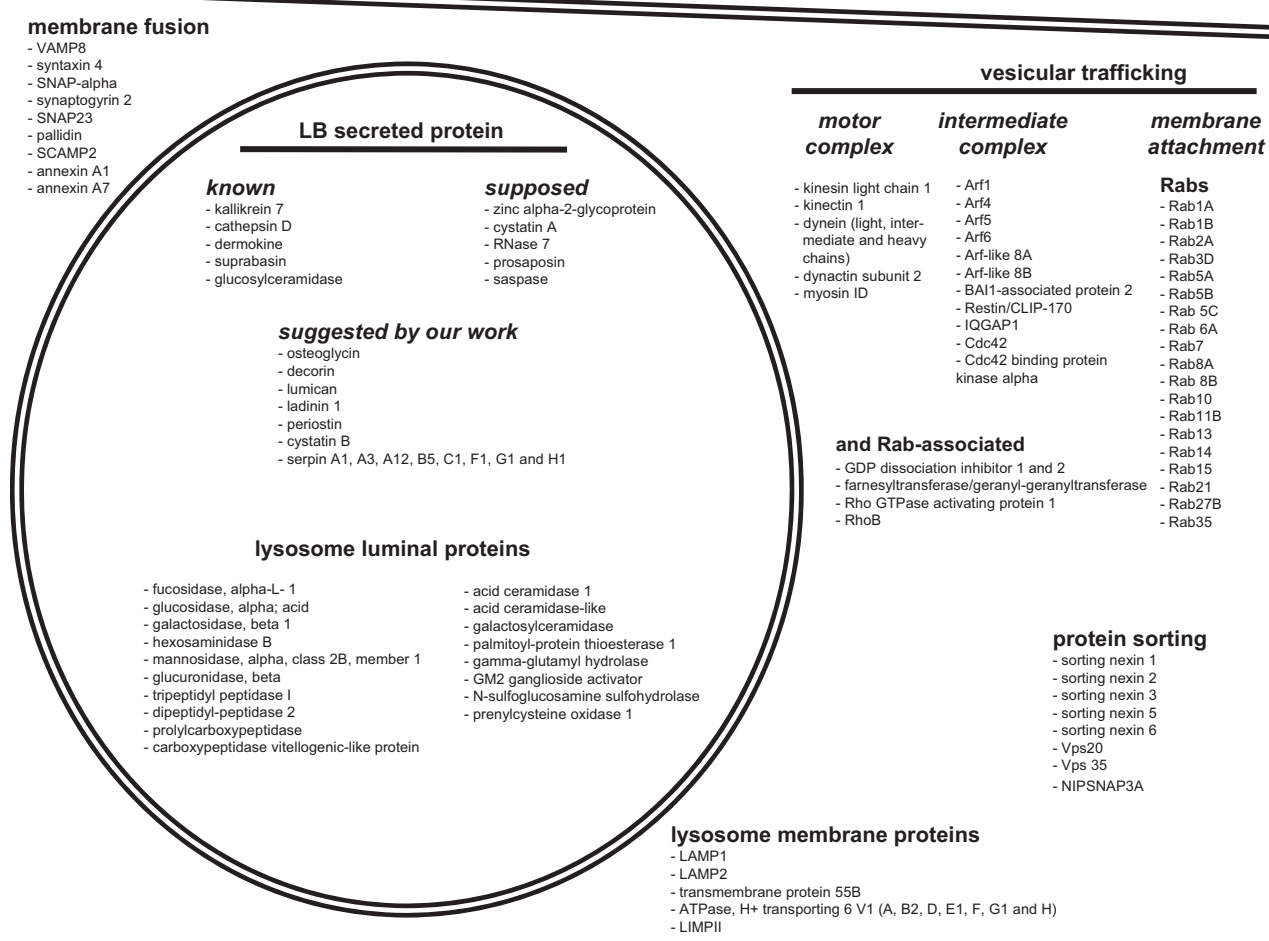 membrane fusion
- VAMP8
- syntaxin 4
- SNAP-alpha
- synaptogyrin 2
- SNAP23
- pallidin
- SCAMP2
- annexin A1
- annexin A7
LB secreted protein
known
- kallikrein 7
- cathepsin D
- dermokine
- suprabasin
- glucosylceramidase
supposed
- zinc alpha-2-glycoprotein
- cystatin A
- RNase 7
- prosaposin
- saspase
suggested by our work
- osteoglycin
- decorin
- lumican
- ladinin 1
- periostin
- cystatin B
- serpin A1, A3, A12, B5, C1, F1, G1 and H1
lysosome luminal proteins
- fucosidase, alpha-L- 1
- glucosidase, alpha; acid
- galactosidase, beta 1
- hexosaminidase B
- mannosidase, alpha, class 2B, member 1
- glucuronidase, beta
- tripeptidyl peptidase I
- dipeptidyl-peptidase 2
- prolylcarboxypeptidase
- carboxypeptidase vitellogenic-like protein
- acid ceramidase 1
- acid ceramidase-like
- galactosylceramidase
- palmitoyl-protein thioesterase 1
- gamma-glutamyl hydrolase
- GM2 ganglioside activator
- N-sulfoglucosamine sulfohydrolase
- prenylcysteine oxidase 1
vesicular trafficking
motor
complex
- kinesin light chain 1
- kinectin 1
- dynein (light, inter-
mediate and heavy
chains)
- dynactin subunit 2
- myosin ID
intermediate
complex
- Arf1
- Arf4
- Arf5
- Arf6
- Arf-like 8A
- Arf-like 8B
- BAI1-associated protein 2
- Restin/CLIP-170
- IQGAP1
- Cdc42
- Cdc42 binding protein
kinase alpha
membrane
attachment
Rabs
- Rab1A
- Rab1B
- Rab2A
- Rab3D
- Rab5A
- Rab5B
- Rab 5C
- Rab 6A
- Rab7
- Rab8A
- Rab 8B
- Rab10
- Rab11B
- Rab13
- Rab14
- Rab15
- Rab21
- Rab27B
- Rab35
and Rab-associated
- GDP dissociation inhibitor 1 and 2
- farnesyltransferase/geranyl-geranyltransferase
- Rho GTPase activating protein 1
- RhoB
protein sorting
- sorting nexin 1
- sorting nexin 2
- sorting nexin 3
- sorting nexin 5
- sorting nexin 6
- Vps20
- Vps 35
- NIPSNAP3A
lysosome membrane proteins
- LAMP1
- LAMP2
- transmembrane protein 55B
- ATPase, H+ transporting 6 V1 (A, B2, D, E1, F, G1 and H)
- LIMPII